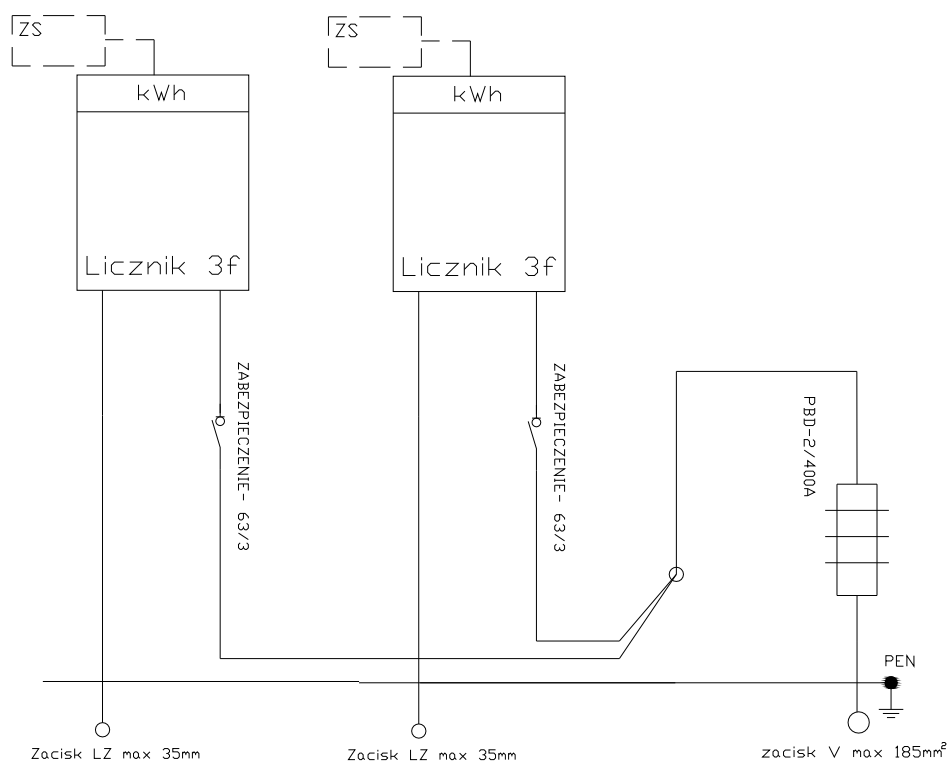 ZS
ZS
kWh
kWh
Licznik 3f
Licznik 3f
ZABEZPIECZENIE- 63/3
ZABEZPIECZENIE- 63/3
PBD-2/400A
PEN
Zacisk LZ max 35mm
Zacisk LZ max 35mm
zacisk V max 185mm²